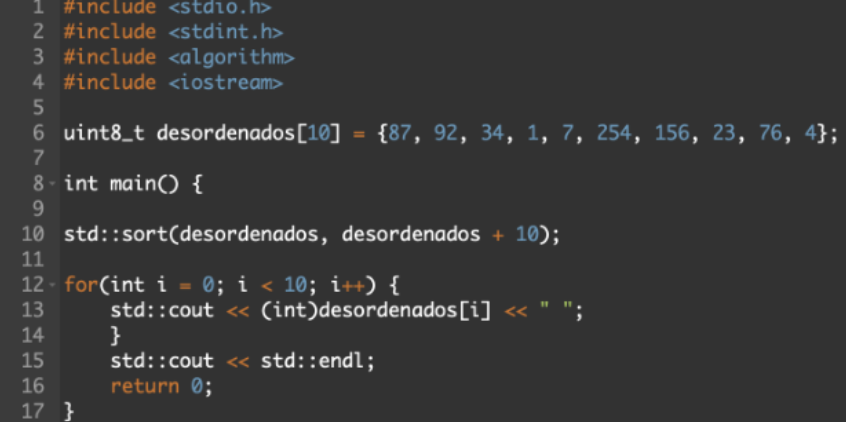 1 #include <stdio.h>
2 #include <stdint.h>
3 #include <algorithm>
4 #include <iostream>
5
6 uint8_t desordenados[10] = {87, 92, 34, 1, 7, 254, 156, 23, 76, 4};
7
8 int main() {
9
10 std::sort(desordenados, desordenados + 10);
11
12 for(int i = 0; i < 10; i++) {
13     std::cout << (int)desordenados[i] << " ";
14     }
15     std::cout << std::endl;
16     return 0;
17 }